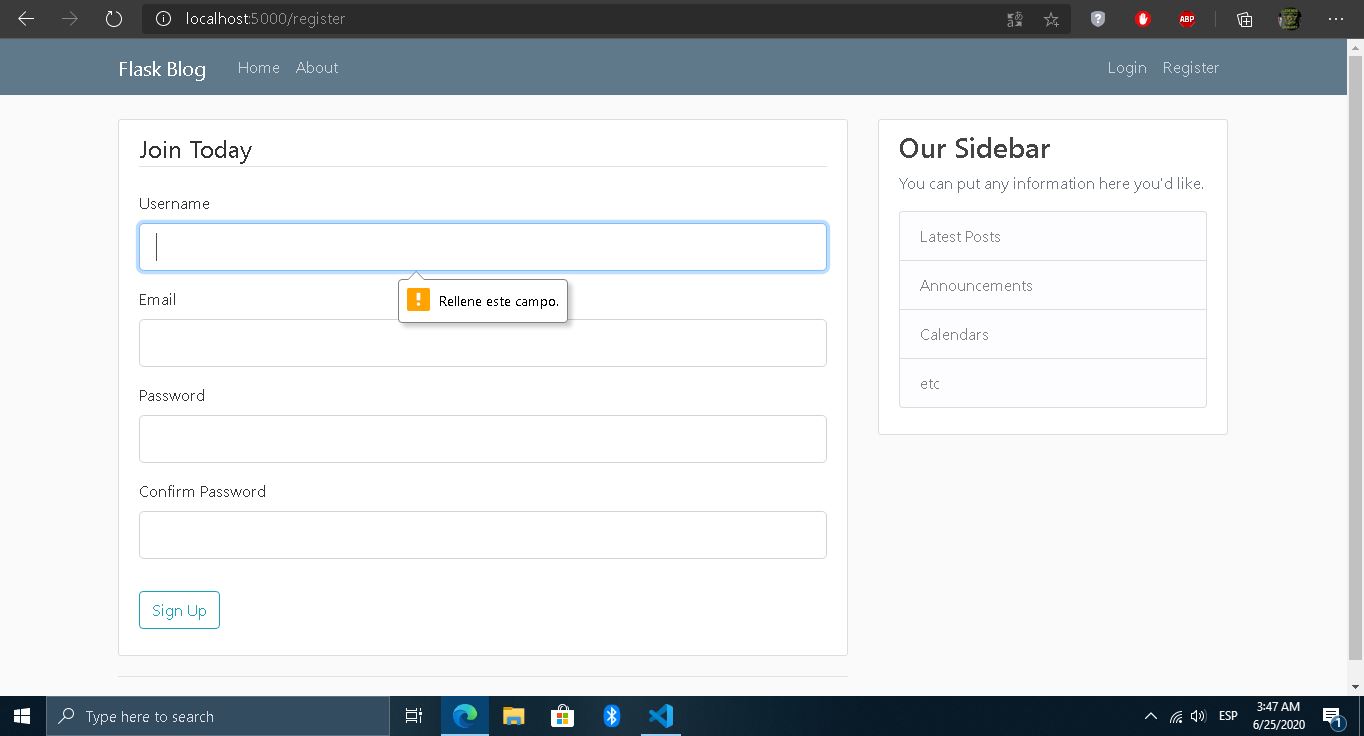 localhost:5000/register
ABP
Flask Blog
Home
About
Login
Register
Join Today
Username
Rellene este campo.
Email
Password
Confirm Password
Sign Up
Our Sidebar
You can put any information here you'd like.
Latest Posts
Announcements
Calendars
etc
Type here to search
ESP
3:47 AM
6/25/2020
1